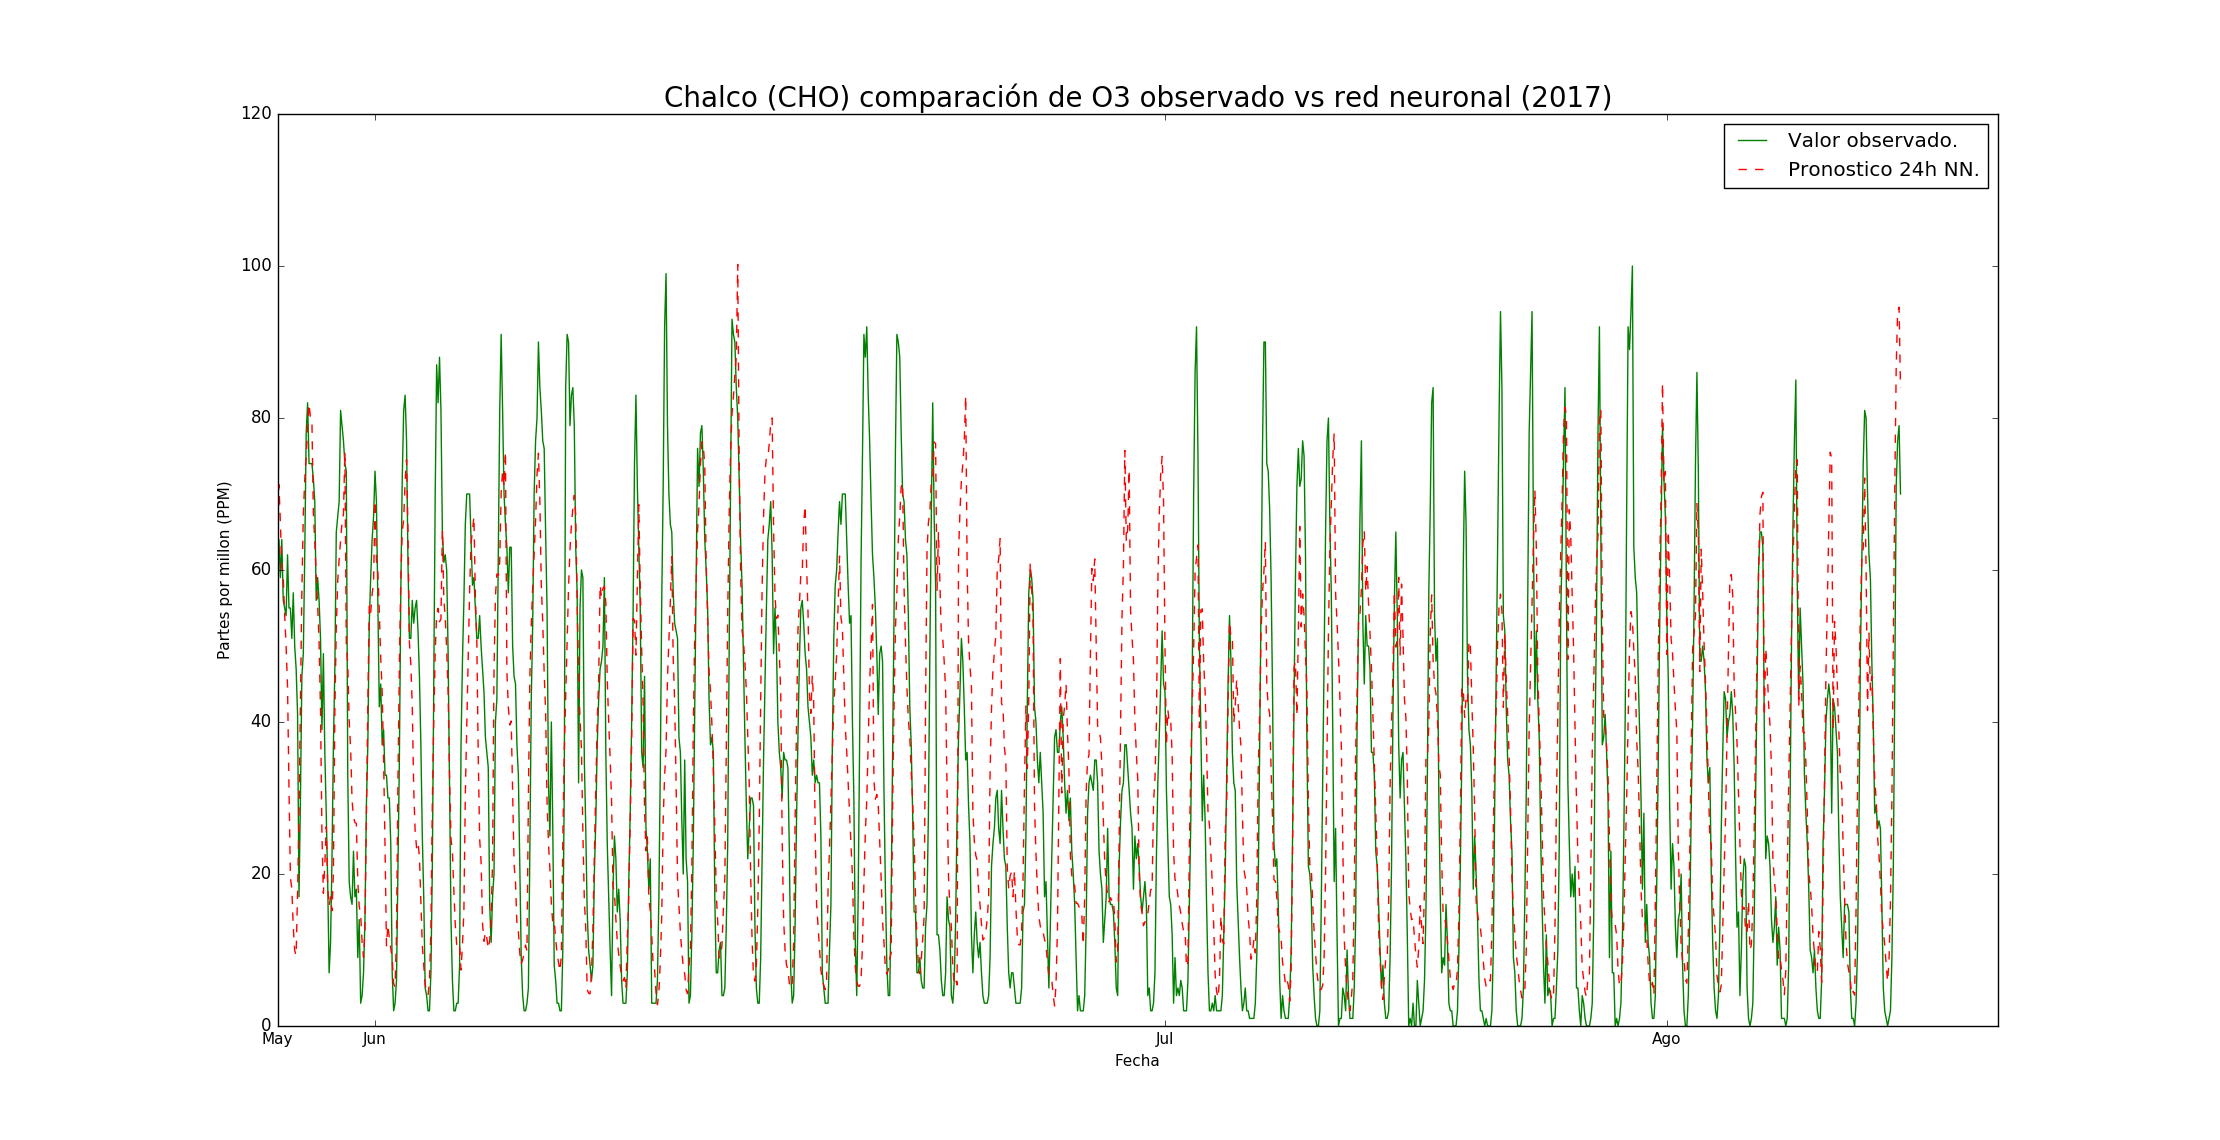 Chalco (CHO) comparación de O3 observado vs red neuronal (2017)
Valor observado.
Pronostico 24h NN.
120
100
80
60
40
20
0
Partes por millon (PPM)
May Jun Jul Ago
Fecha